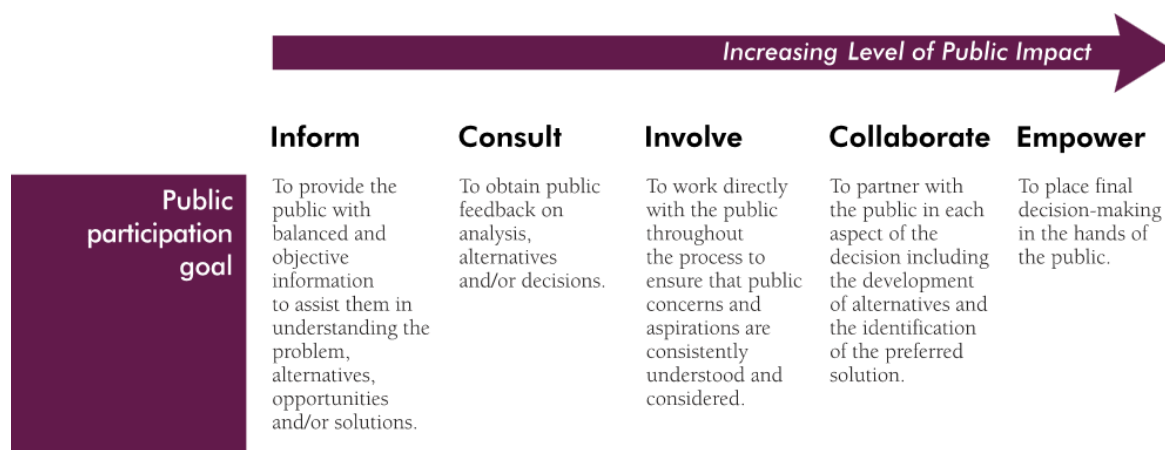 Increasing Level of Public Impact
Inform
Consult
Involve
Collaborate
Empower
Public
participation
goal
To provide the
public with
balanced and
objective
information
to assist them in
understanding the
problem,
alternatives,
opportunities
and/or solutions.
To obtain public
feedback on
analysis,
alternatives
and/or decisions.
To work directly
with the public
throughout
the process to
ensure that public
concerns and
aspirations are
consistently
understood and
considered.
To partner with
the public in each
aspect of the
decision including
the development
of alternatives and
the identification
of the preferred
solution.
To place final
decision-making
in the hands of
the public.